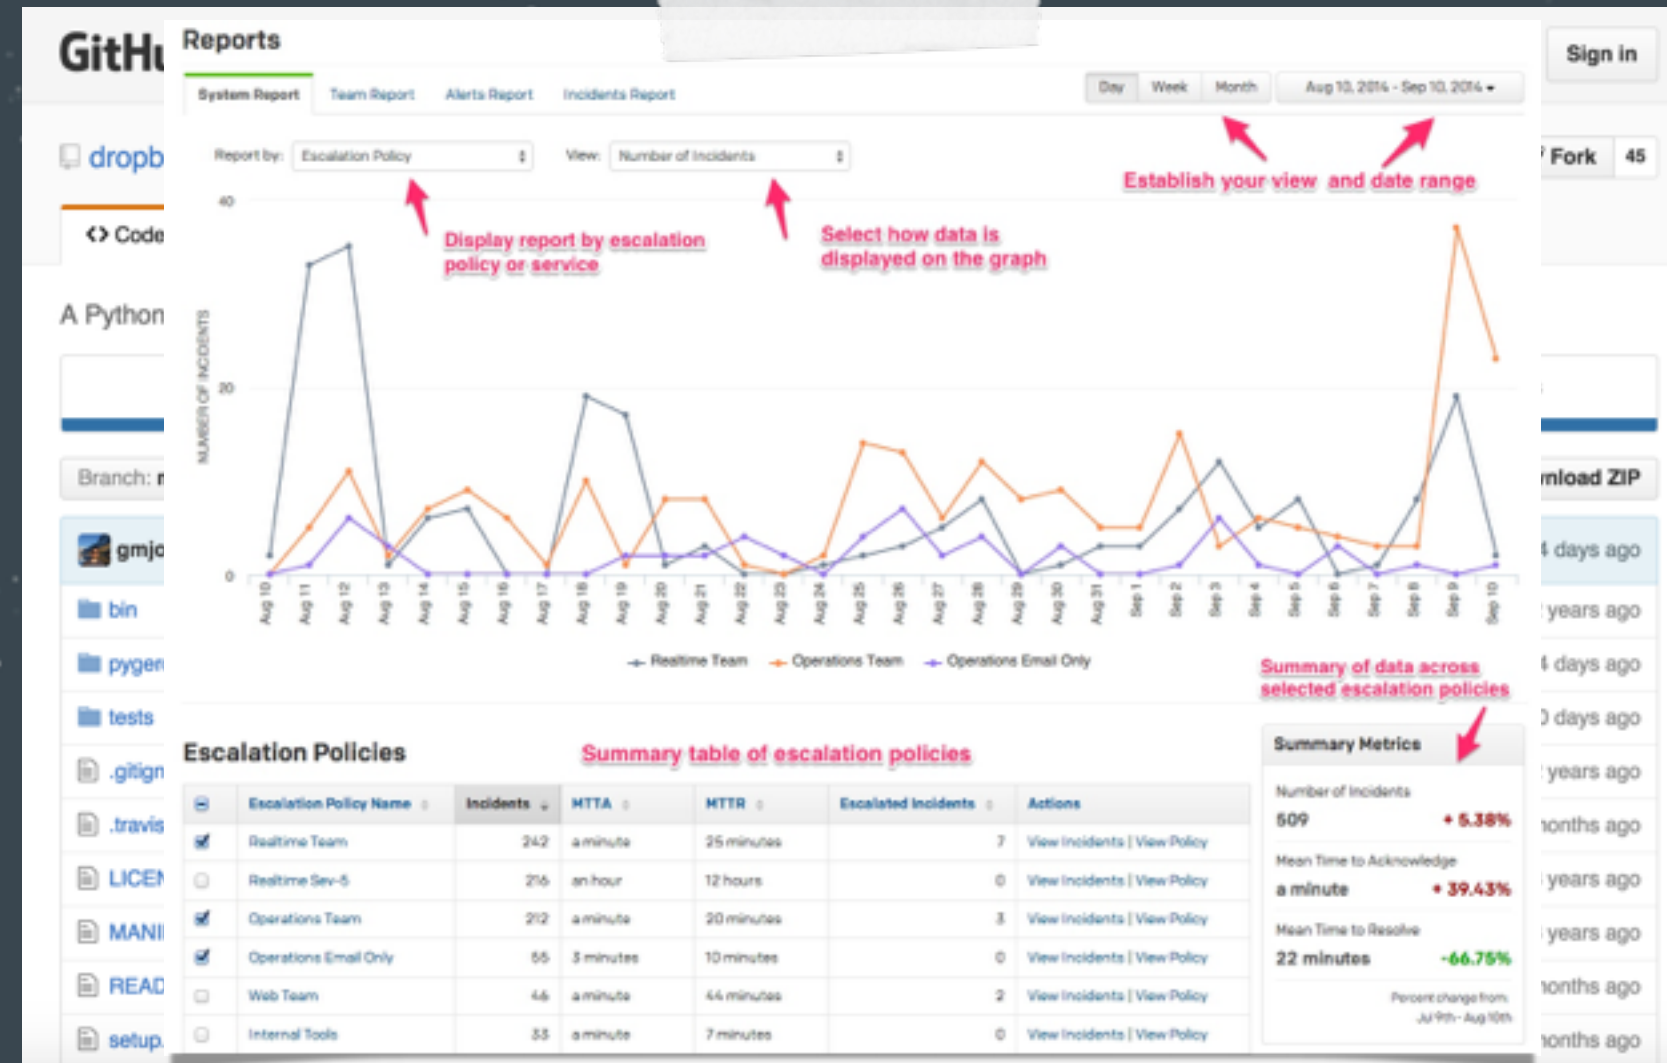 GitHu
Sign in
dropb
Fork 45
<> Code
A Python
Branch: m
wnload ZIP
gmjo
4 days ago
bin
years ago
pyger
4 days ago
tests
0 days ago
.gitign
years ago
.travis
nonths ago
LICEN
years ago
MANI
years ago
READ
nonths ago
setup.
nonths ago
Reports
System Report Team Report Alerts Report Incidents Report
Day Week Month Aug 10, 2014 - Sep 10, 2014
Report by: Escalation Policy View: Number of Incidents
Establish your view and date range
Display report by escalation
policy or service
Select how data is
displayed on the graph
NUMBER OF INCIDENTS
40
20
0
Aug 10 Aug 11 Aug 12 Aug 13 Aug 14 Aug 15 Aug 16 Aug 17 Aug 18 Aug 19 Aug 20 Aug 21 Aug 22 Aug 23 Aug 24 Aug 25 Aug 26 Aug 27 Aug 28 Aug 29 Aug 30 Aug 31 Sep 1 Sep 2 Sep 3 Sep 4 Sep 5 Sep 6 Sep 7 Sep 8 Sep 9 Sep 10
Realtime Team Operations Team Operations Email Only
Summary of data across
selected escalation policies
Escalation Policies
Summary table of escalation policies
Escalation Policy Name Incidents MTTA MTTR Escalated Incidents Actions
Realtime Team 242 a minute 25 minutes 7 View Incidents | View Policy
Realtime Sev-5 216 an hour 12 hours 0 View Incidents | View Policy
Operations Team 212 a minute 20 minutes 3 View Incidents | View Policy
Operations Email Only 55 3 minutes 10 minutes 0 View Incidents | View Policy
Web Team 46 a minute 44 minutes 2 View Incidents | View Policy
Internal Tools 33 a minute 7 minutes 0 View Incidents | View Policy
Summary Metrics
Number of Incidents
509 + 5.38%
Mean Time to Acknowledge
a minute + 39.43%
Mean Time to Resolve
22 minutes -66.75%
Percent change from:
Jul 9th - Aug 10th